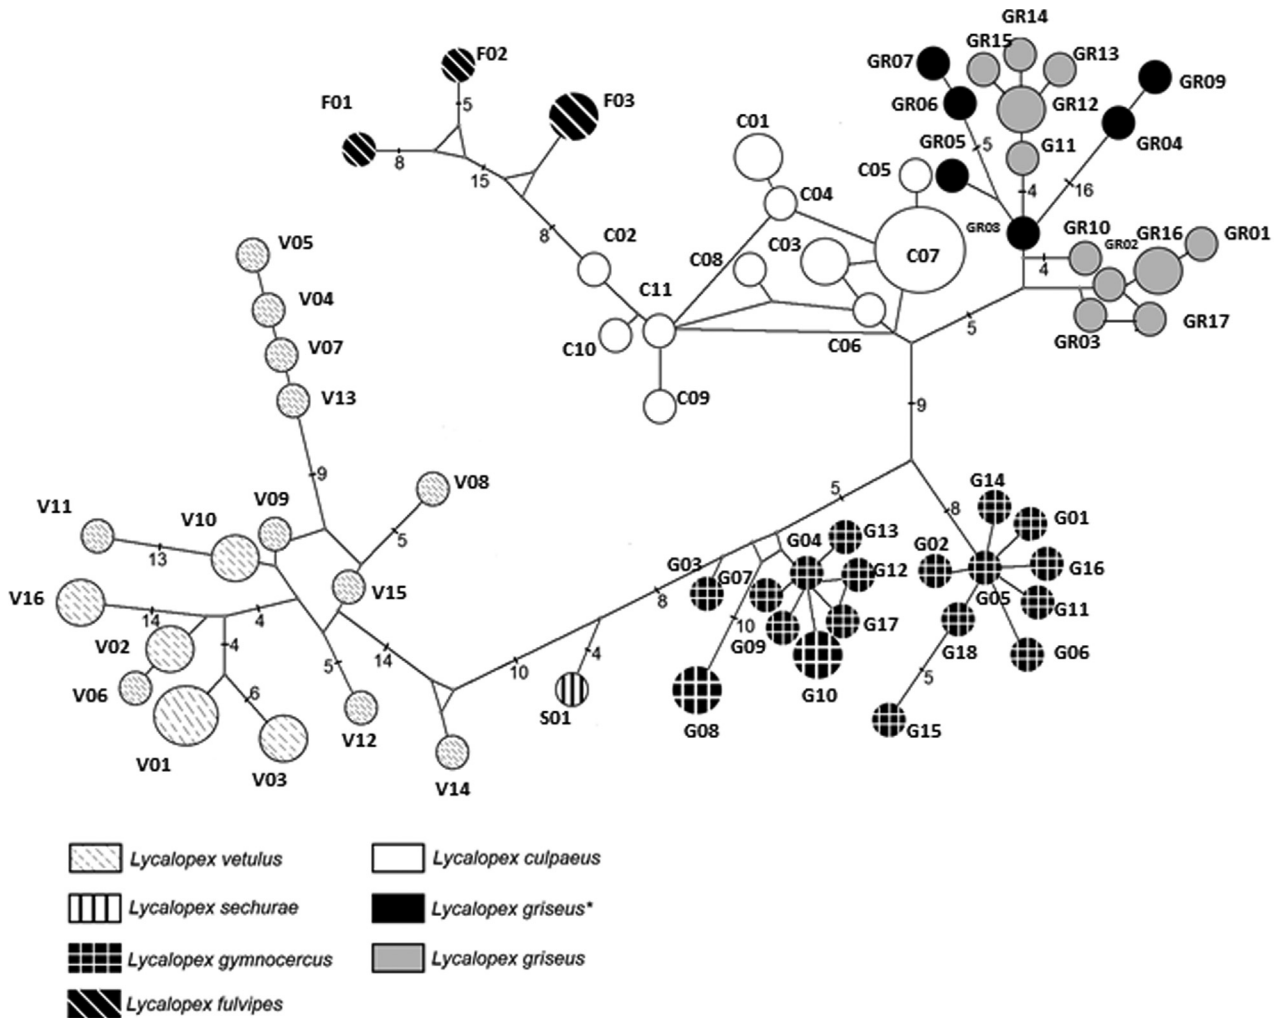 GR14
GR15
GR13
GR07
F02
GR09
F01
F03
GR06
GR12
5
C01
GR05
5
G11
GR04
8
C05
15
C04
4
16
GR08
GR10
GR02
GR16
GR01
8
C02
C03
C07
V05
C08
4
C11
V04
GR17
5
GR03
C10
C06
V07
V13
C09
9
9
V08
G14
V09
5
V11
V10
8
G01
G13
G02
5
G04
13
G03
G07
G12
G16
V16
V15
8
G05
G11
14
4
10
G17
V02
4
G09
G18
G06
14
5
10
4
5
V06
6
G10
S01
G08
G15
V12
V01
V03
V14
Lycalopex vetulus
Lycalopex culpaeus
Lycalopex sechurae
Lycalopex griseus*
Lycalopex gymnocercus
Lycalopex griseus
Lycalopex fulvipes